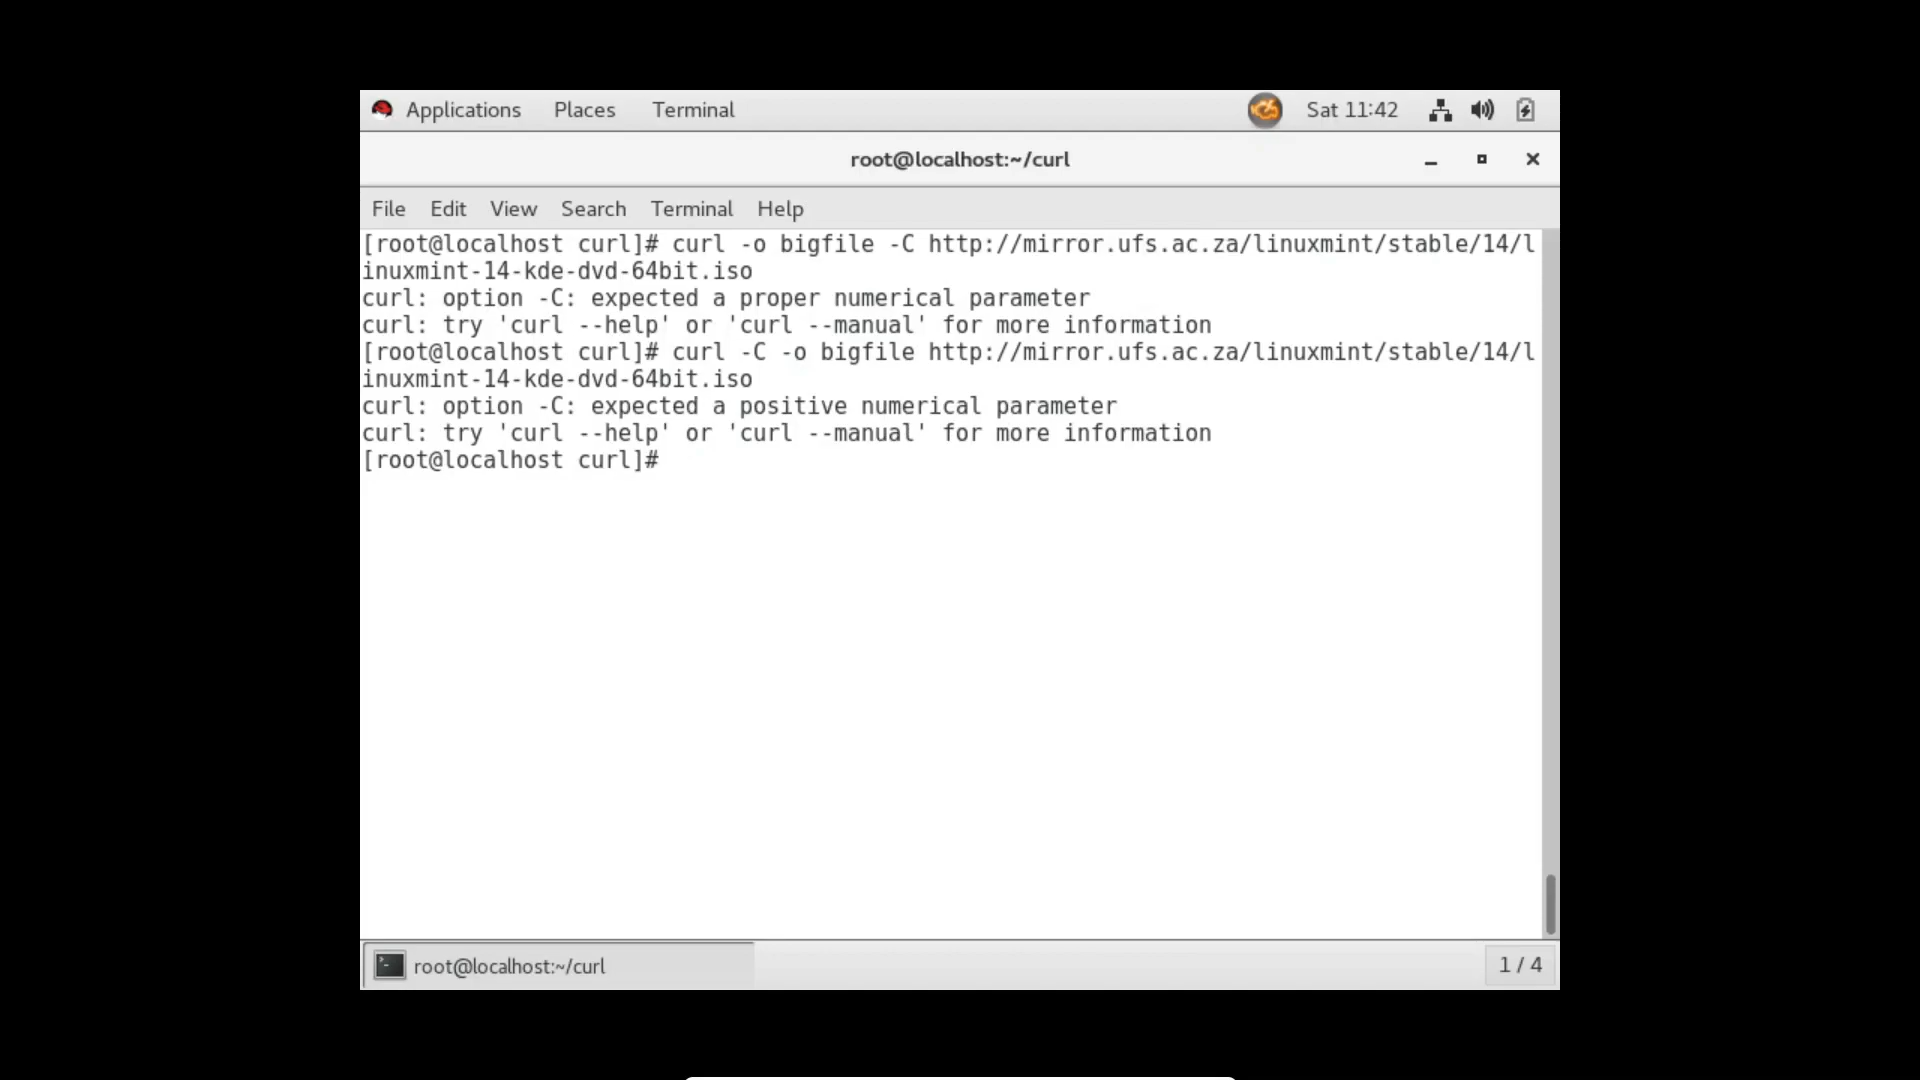 Applications Places Terminal Sat 11:42
root@localhost:~/curl
File Edit View Search Terminal Help
[root@localhost curl]# curl -o bigfile -C http://mirror.ufs.ac.za/linuxmint/stable/14/l
inuxmint-14-kde-dvd-64bit.iso
curl: option -C: expected a proper numerical parameter
curl: try 'curl --help' or 'curl --manual' for more information
[root@localhost curl]# curl -C -o bigfile http://mirror.ufs.ac.za/linuxmint/stable/14/l
inuxmint-14-kde-dvd-64bit.iso
curl: option -C: expected a positive numerical parameter
curl: try 'curl --help' or 'curl --manual' for more information
[root@localhost curl]#
root@localhost:~/curl 1 / 4